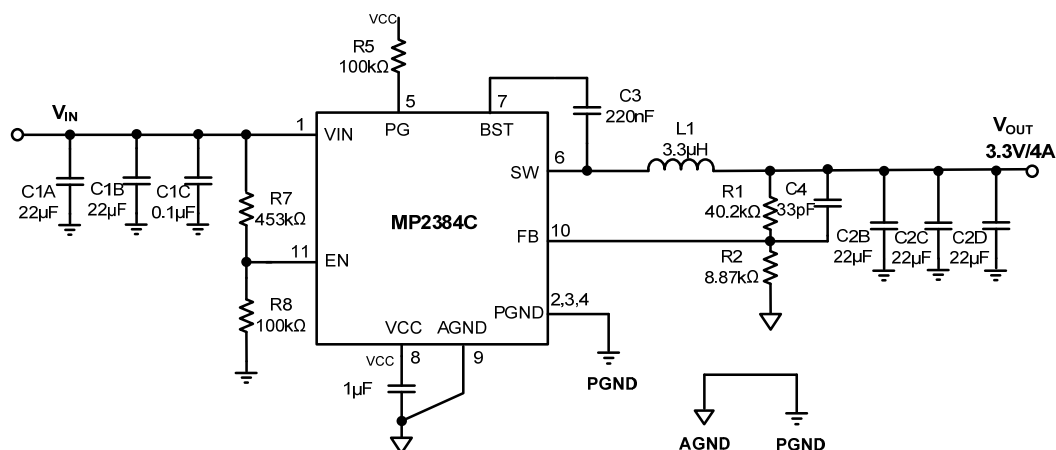 VCC
R5
100kΩ
5
7
C3
220nF
VIN
1
VIN
PG
BST
L1
3.3µH
VOUT
3.3V/4A
6
SW
C1A
22µF
C1B
22µF
C1C
0.1µF
R7
453kΩ
MP2384C
R1
40.2kΩ
C4
33pF
FB
10
C2B
22µF
C2C
22µF
C2D
22µF
11
EN
R2
8.87kΩ
R8
100kΩ
2,3,4
PGND
VCC
AGND
VCC
8
9
1µF
PGND
AGND
PGND